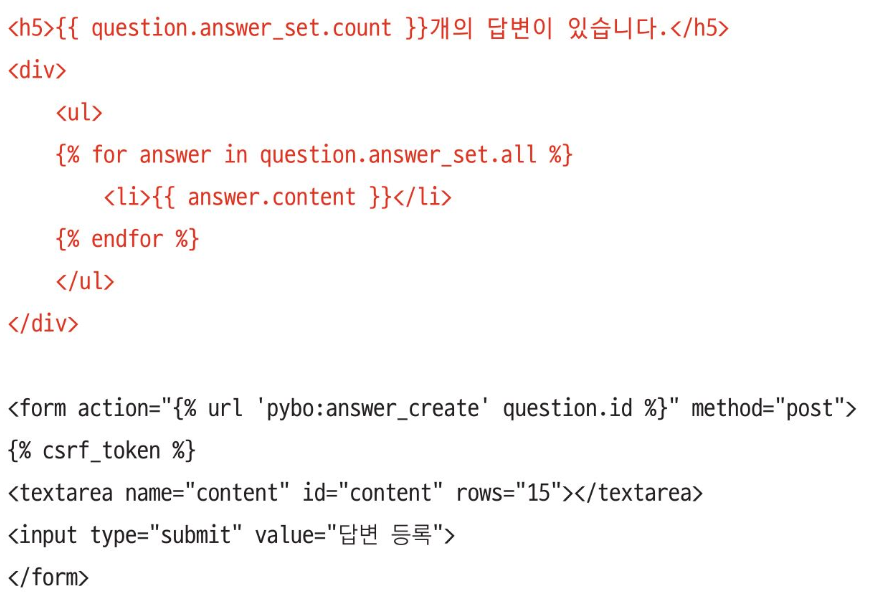 <h5>{{ question.answer_set.count }}개의 답변이 있습니다.</h5>
<div>
    <ul>
    {% for answer in question.answer_set.all %}
        <li>{{ answer.content }}</li>
    {% endfor %}
    </ul>
</div>

<form action="{% url 'pybo:answer_create' question.id %}" method="post">
{% csrf_token %}
<textarea name="content" id="content" rows="15"></textarea>
<input type="submit" value="답변 등록">
</form>